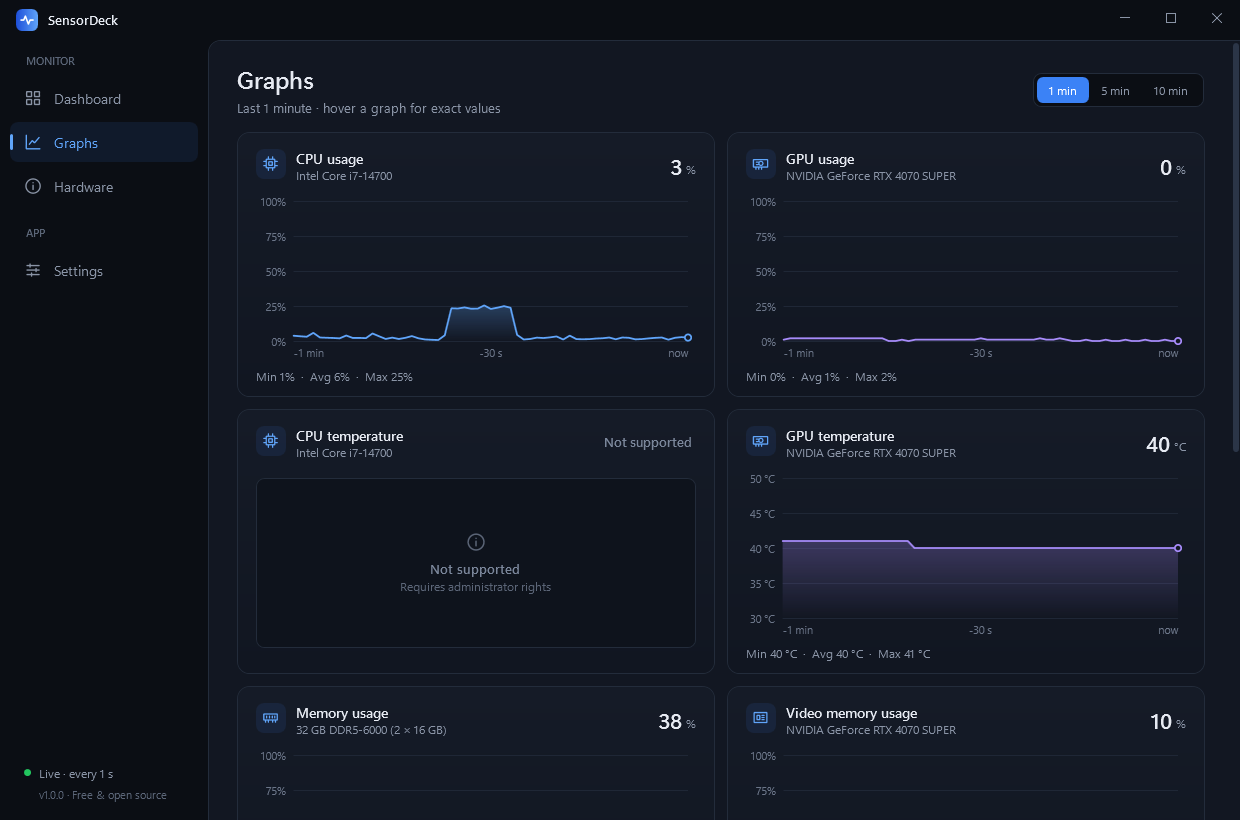 SensorDeck
MONITOR
Dashboard
Graphs
Hardware
APP
Settings
Live · every 1 s
v1.0.0 · Free & open source
Graphs
Last 1 minute · hover a graph for exact values
1 min 5 min 10 min
CPU usage
Intel Core i7-14700
3 %
100%
75%
50%
25%
0%
-1 min -30 s now
Min 1% · Avg 6% · Max 25%
GPU usage
NVIDIA GeForce RTX 4070 SUPER
0 %
100%
75%
50%
25%
0%
-1 min -30 s now
Min 0% · Avg 1% · Max 2%
CPU temperature
Intel Core i7-14700
Not supported
Not supported
Requires administrator rights
GPU temperature
NVIDIA GeForce RTX 4070 SUPER
40 °C
50 °C
45 °C
40 °C
35 °C
30 °C
-1 min -30 s now
Min 40 °C · Avg 40 °C · Max 41 °C
Memory usage
32 GB DDR5-6000 (2 × 16 GB)
38 %
100%
75%
Video memory usage
NVIDIA GeForce RTX 4070 SUPER
10 %
100%
75%